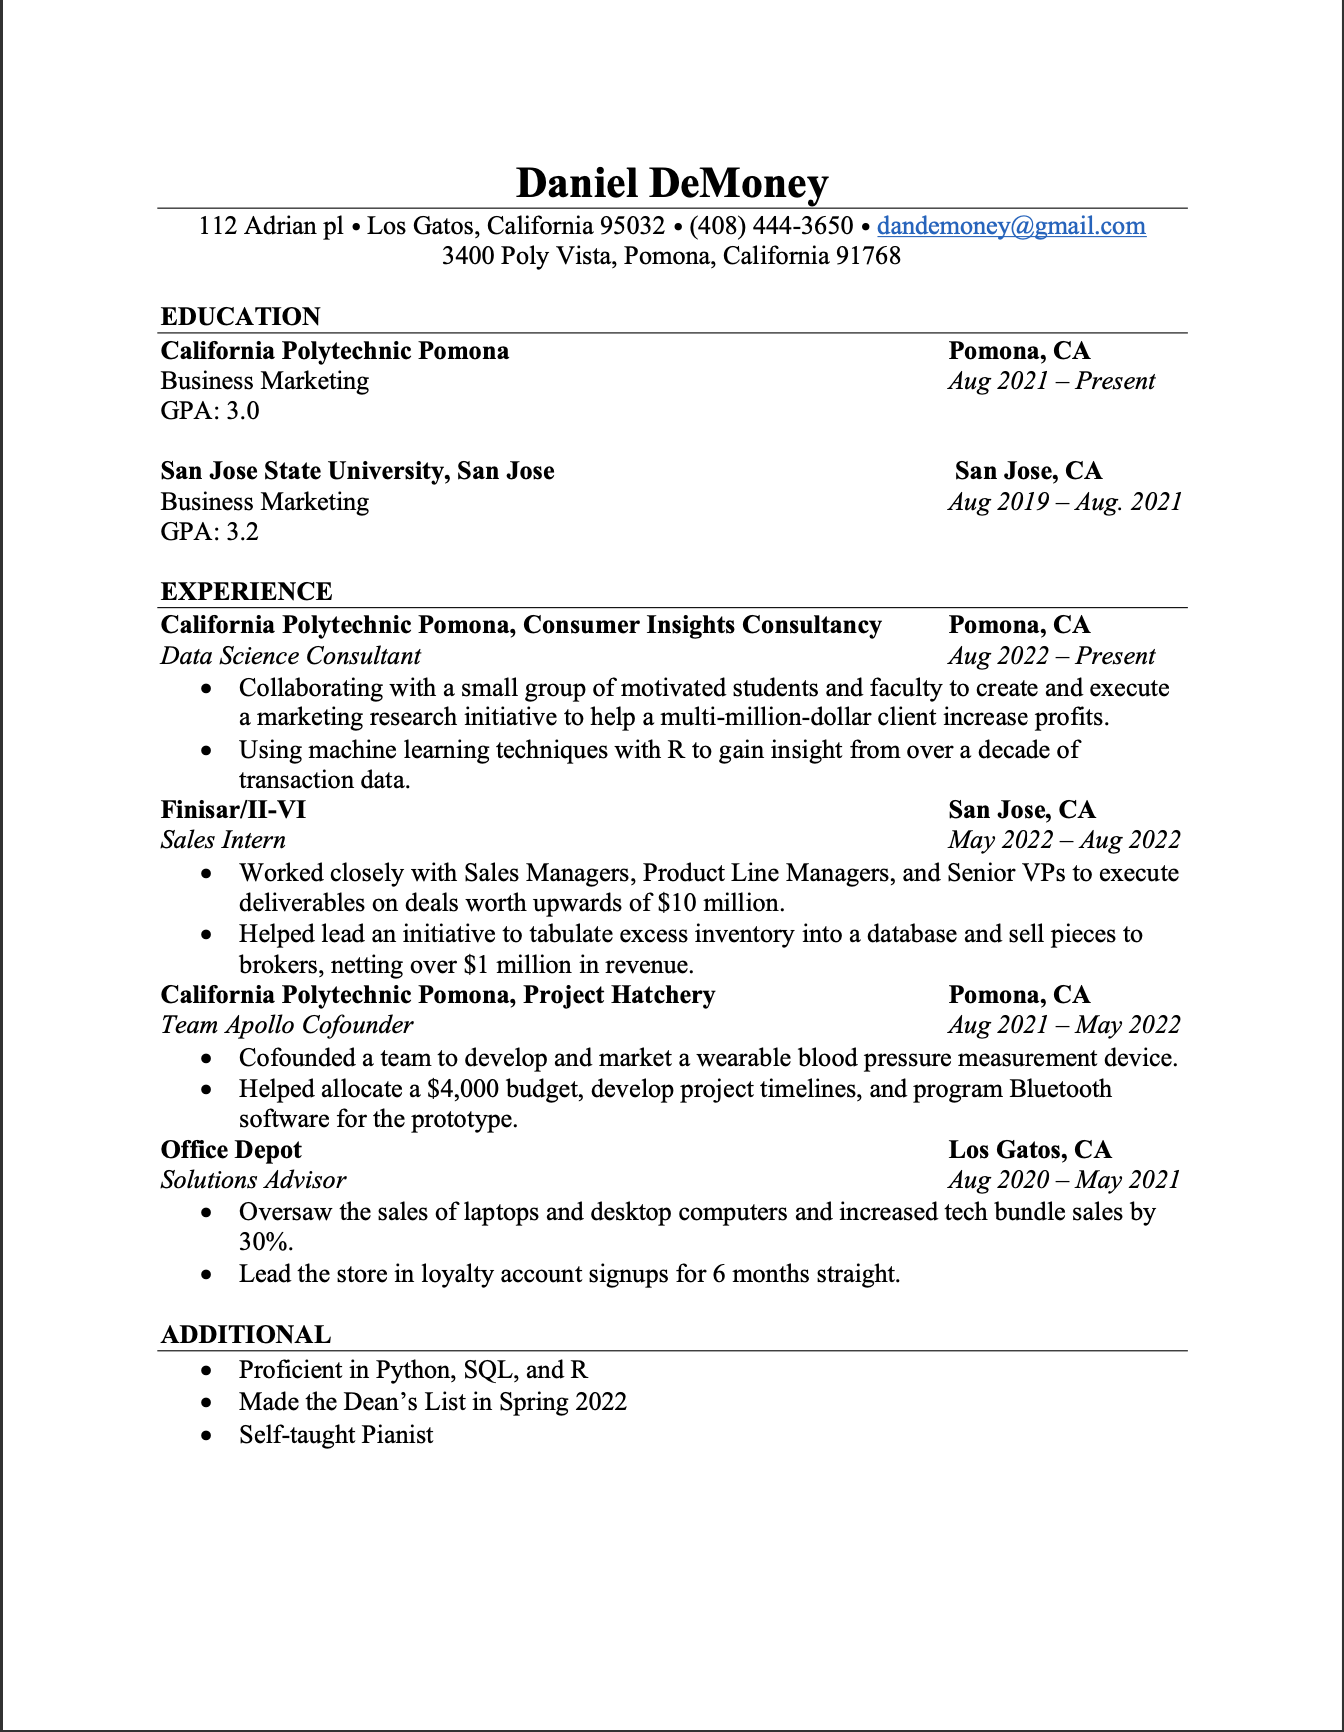 Daniel DeMoney
112 Adrian pl • Los Gatos, California 95032 • (408) 444-3650 • dandemoney@gmail.com
3400 Poly Vista, Pomona, California 91768
EDUCATION
California Polytechnic Pomona Pomona, CA
Business Marketing Aug 2021 – Present
GPA: 3.0
San Jose State University, San Jose San Jose, CA
Business Marketing Aug 2019 – Aug. 2021
GPA: 3.2
EXPERIENCE
California Polytechnic Pomona, Consumer Insights Consultancy Pomona, CA
Data Science Consultant Aug 2022 – Present
• Collaborating with a small group of motivated students and faculty to create and execute
a marketing research initiative to help a multi-million-dollar client increase profits.
• Using machine learning techniques with R to gain insight from over a decade of
transaction data.
Finisar/II-VI San Jose, CA
Sales Intern May 2022 – Aug 2022
• Worked closely with Sales Managers, Product Line Managers, and Senior VPs to execute
deliverables on deals worth upwards of $10 million.
• Helped lead an initiative to tabulate excess inventory into a database and sell pieces to
brokers, netting over $1 million in revenue.
California Polytechnic Pomona, Project Hatchery Pomona, CA
Team Apollo Cofounder Aug 2021 – May 2022
• Cofounded a team to develop and market a wearable blood pressure measurement device.
• Helped allocate a $4,000 budget, develop project timelines, and program Bluetooth
software for the prototype.
Office Depot Los Gatos, CA
Solutions Advisor Aug 2020 – May 2021
• Oversaw the sales of laptops and desktop computers and increased tech bundle sales by
30%.
• Lead the store in loyalty account signups for 6 months straight.
ADDITIONAL
• Proficient in Python, SQL, and R
• Made the Dean’s List in Spring 2022
• Self-taught Pianist